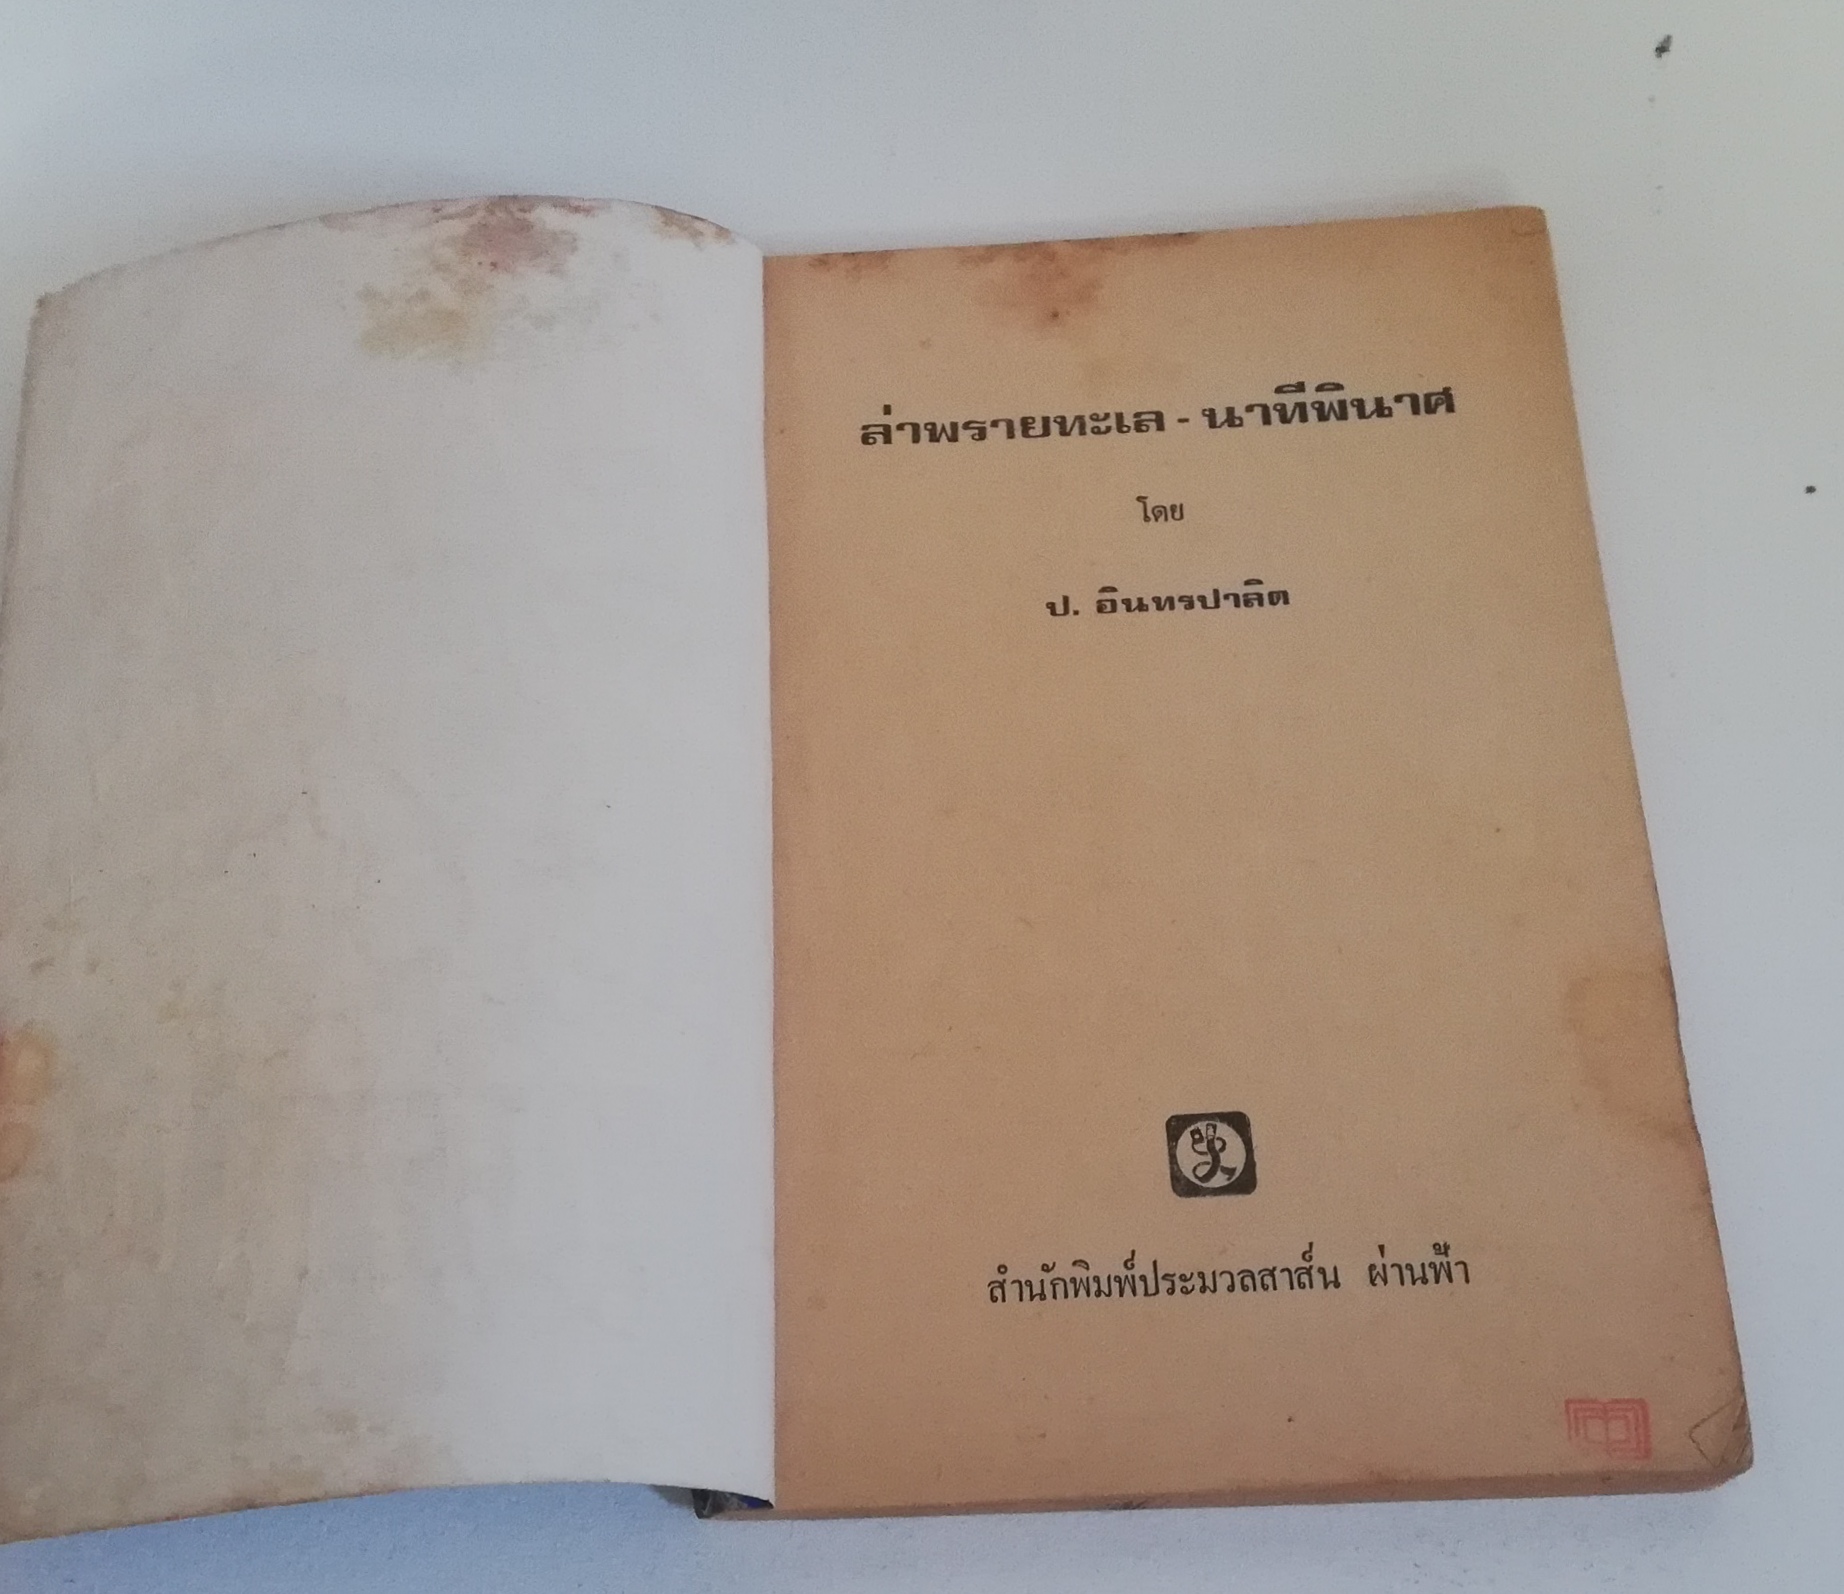 ล่าพรายทะเล - นาทีพินาศ
โดย
ป. อินทรปาลิต
สำนักพิมพ์ประมวลสาส์น ผ่านฟ้า